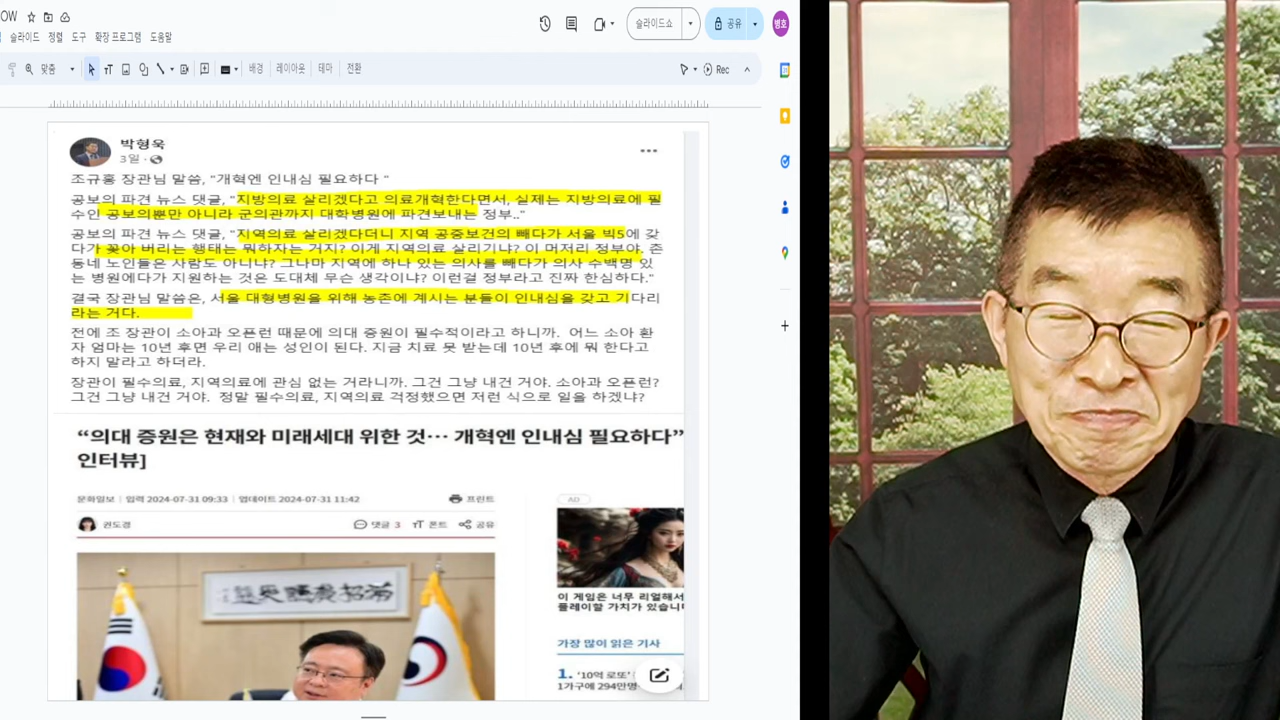 OW
슬라이드 정렬 도구 확장 프로그램 도움말
슬라이드쇼
공유
병호
맞춤
배경 레이아웃 테마 전환
Rec
박형욱
3일
조규홍 장관님 말씀, "개혁엔 인내심 필요하다 "
공보의 파견 뉴스 댓글, "지방의료 살리겠다고 의료개혁한다면서, 실제는 지방의료에 필
수인 공보의뿐만 아니라 군의관까지 대학병원에 파견보내는 정부.."
공보의 파견 뉴스 댓글, "지역의료 살리겠다더니 지역 공중보건의 빼다가 서울 빅5에 갖
다가 꽂아 버리는 행태는 뭐하자는 거지? 이게 지역의료 살리기냐? 이 머저리 정부야. 촌
동네 노인들은 사람도 아니냐? 그나마 지역에 하나 있는 의사를 빼다가 의사 수백명 있
는 병원에다가 지원하는 것은 도대체 무슨 생각이냐? 이런걸 정부라고 진짜 한심하다."
결국 장관님 말씀은, 서울 대형병원을 위해 농촌에 계시는 분들이 인내심을 갖고 기다리
라는 거다.
전에 조 장관이 소아과 오픈런 때문에 의대 증원이 필수적이라고 하니까, 어느 소아 환
자 엄마는 10년 후면 우리 애는 성인이 된다. 지금 치료 못 받는데 10년 후에 뭐 한다고
하지 말라고 하더라.
장관이 필수의료, 지역의료에 관심 없는 거라니까. 그건 그냥 내건 거야. 소아과 오픈런?
그건 그냥 내건 거야. 정말 필수의료, 지역의료 걱정했으면 저런 식으로 일을 하겠냐?
“의대 증원은 현재와 미래세대 위한 것… 개혁엔 인내심 필요하다”
인터뷰]
문화일보 | 입력 2024-07-31 09:33 | 업데이트 2024-07-31 11:42
프린트
AD
권도경
댓글 3 폰트 공유
이 게임은 너무 리얼해서
플레이할 가치가 있습니
가장 많이 읽은 기사
1. ‘10억 로또’
1가구에 294만명